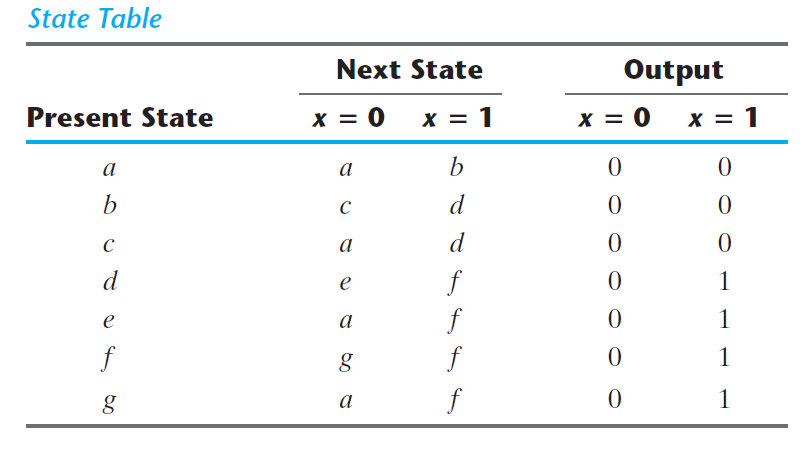 State Table
Next State Output
Present State x = 0 x = 1 x = 0 x = 1
a a b 0 0
b c d 0 0
c a d 0 0
d e f 0 1
e a f 0 1
f g f 0 1
g a f 0 1